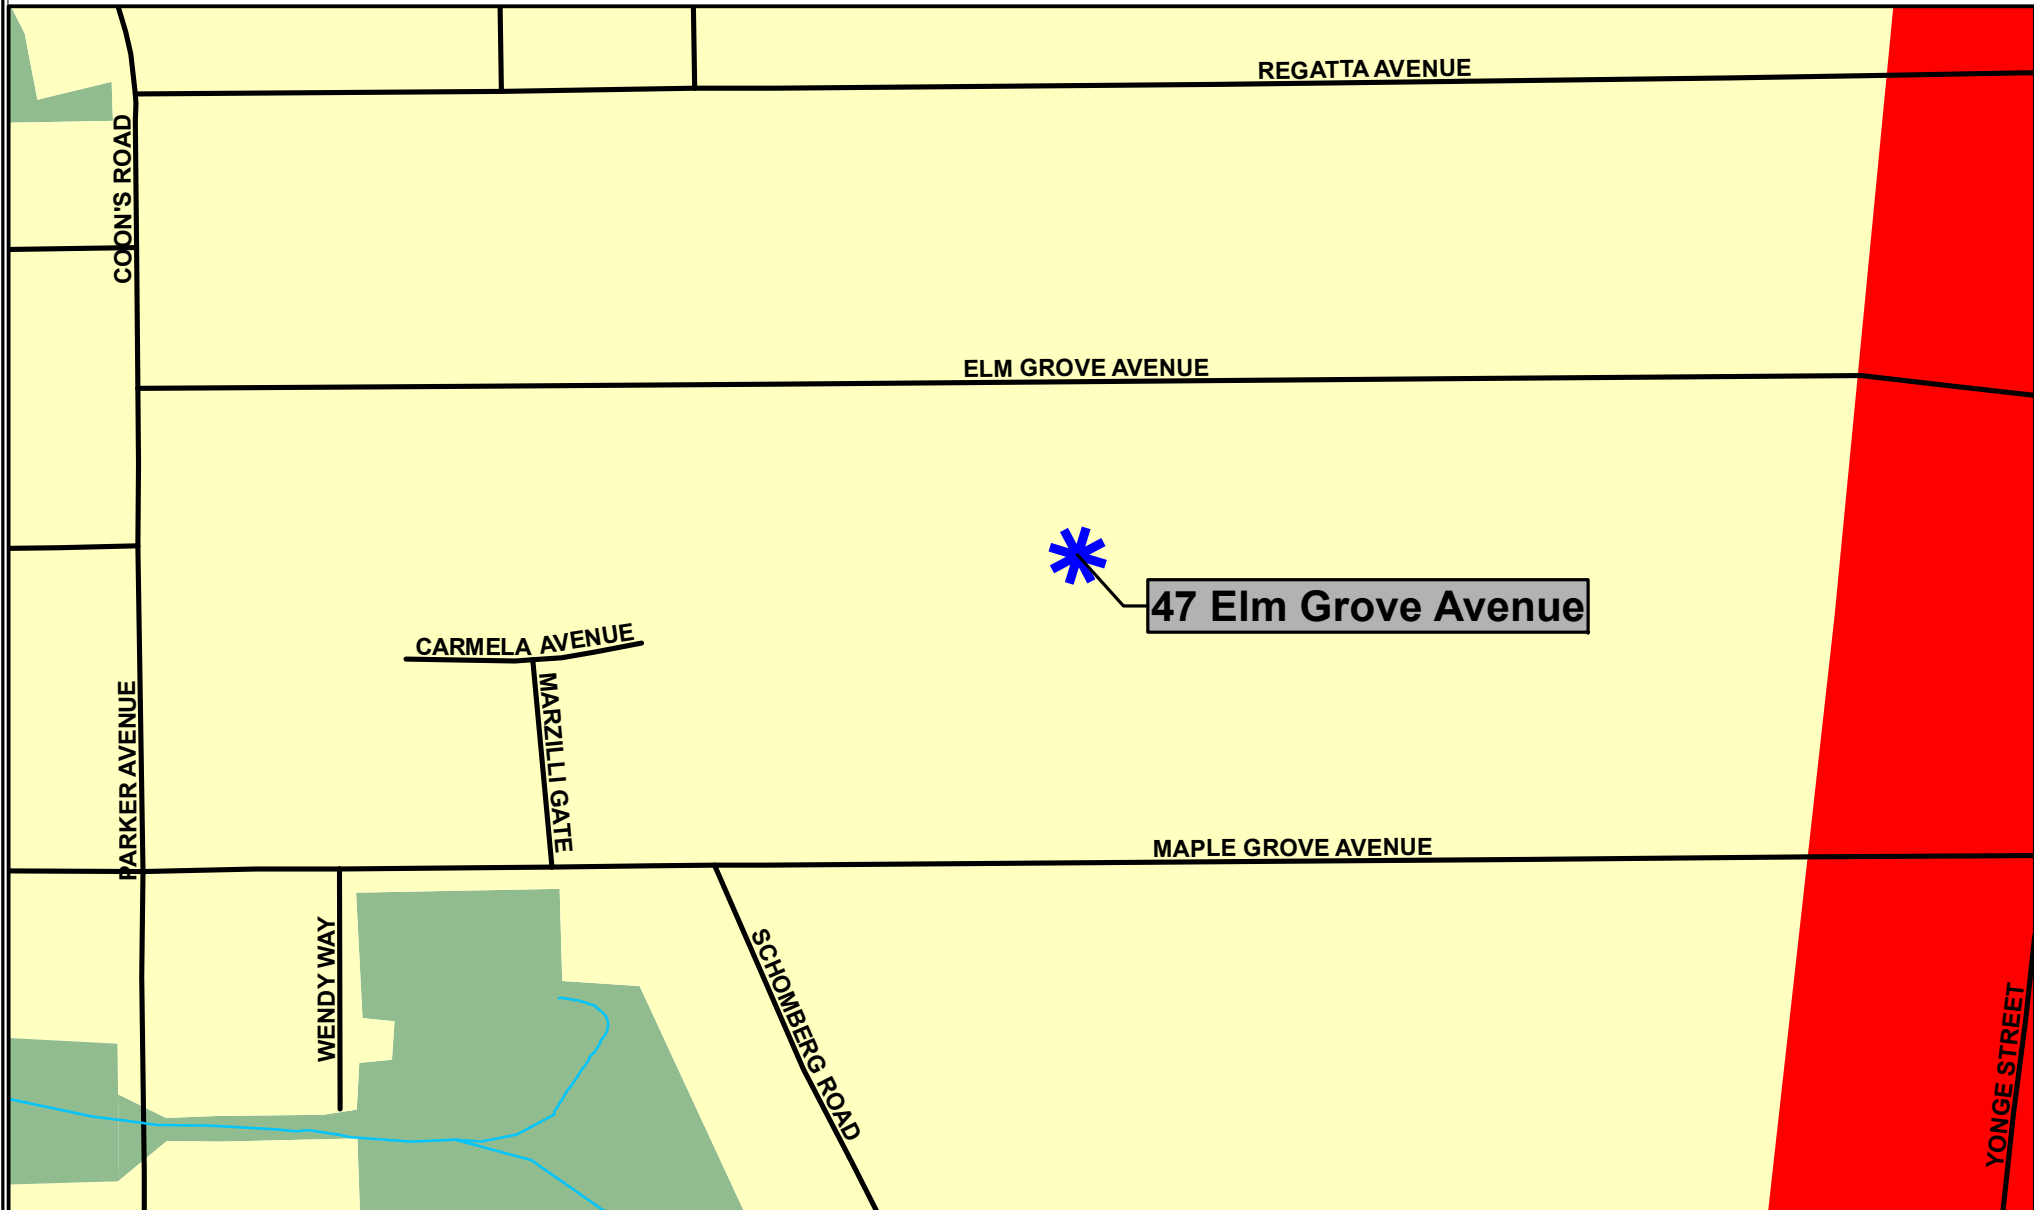 REGATTA AVENUE
COON'S ROAD
ELM GROVE AVENUE
47 Elm Grove Avenue
CARMELA AVENUE
MARZILLI GATE
PARKER AVENUE
MAPLE GROVE AVENUE
WENDY WAY
SCHOMBERG ROAD
YONGE STREET